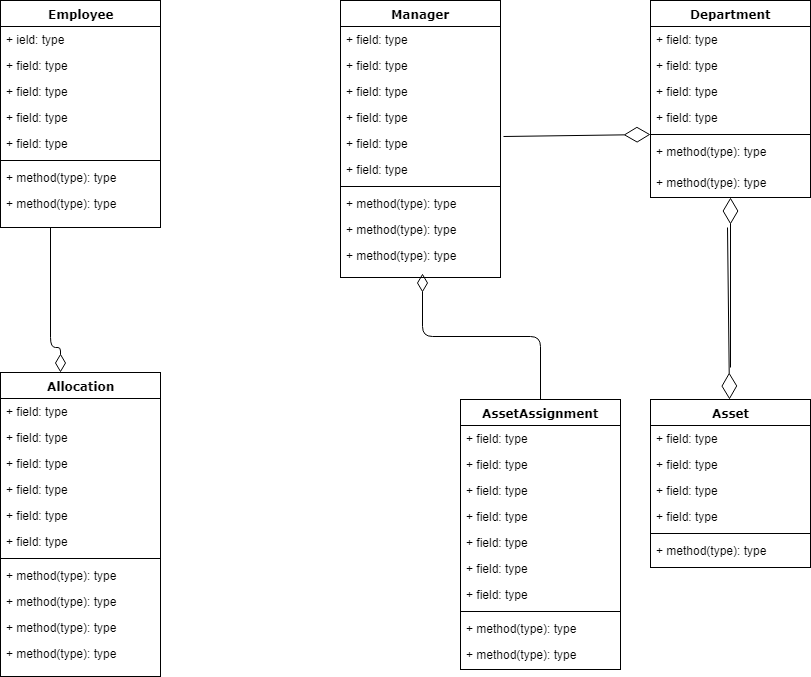 Employee
+ ield: type
+ field: type
+ field: type
+ field: type
+ field: type
+ method(type): type
+ method(type): type
Manager
+ field: type
+ field: type
+ field: type
+ field: type
+ field: type
+ field: type
+ method(type): type
+ method(type): type
+ method(type): type
Department
+ field: type
+ field: type
+ field: type
+ field: type
+ method(type): type
+ method(type): type
Allocation
+ field: type
+ field: type
+ field: type
+ field: type
+ field: type
+ field: type
+ method(type): type
+ method(type): type
+ method(type): type
+ method(type): type
AssetAssignment
+ field: type
+ field: type
+ field: type
+ field: type
+ field: type
+ field: type
+ field: type
+ method(type): type
+ method(type): type
Asset
+ field: type
+ field: type
+ field: type
+ field: type
+ method(type): type